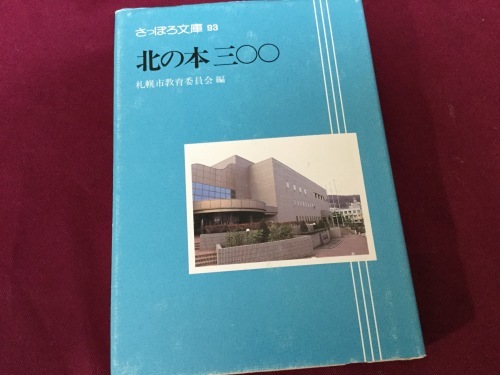 さっぽろ文庫 93
北の本 三〇〇
札幌市教育委員会 編